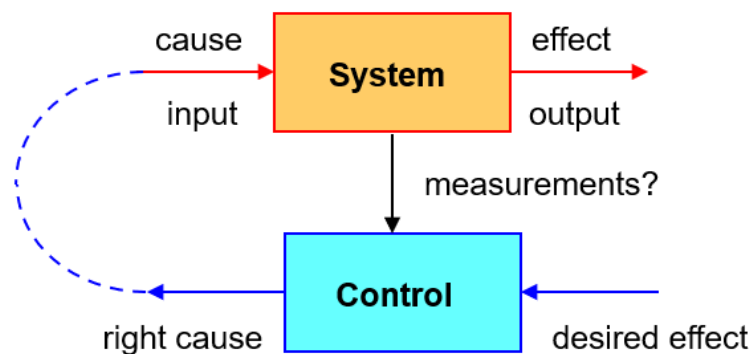 cause
effect
System
input
output
measurements?
Control
right cause
desired effect